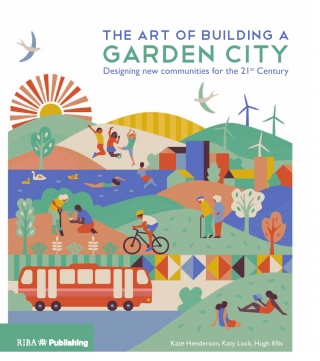 THE ART OF BUILDING A
GARDEN CITY
Designing new communities for the 21st Century
Kate Henderson, Katy Lock, Hugh Ellis
RIBA Publishing